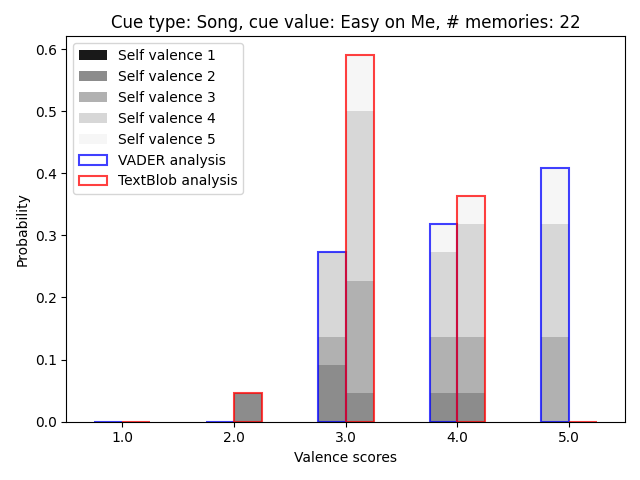 Cue type: Song, cue value: Easy on Me, # memories: 22
Self valence 1
Self valence 2
Self valence 3
Self valence 4
Self valence 5
VADER analysis
TextBlob analysis
Probability
0.6
0.5
0.4
0.3
0.2
0.1
0.0
1.0 2.0 3.0 4.0 5.0
Valence scores